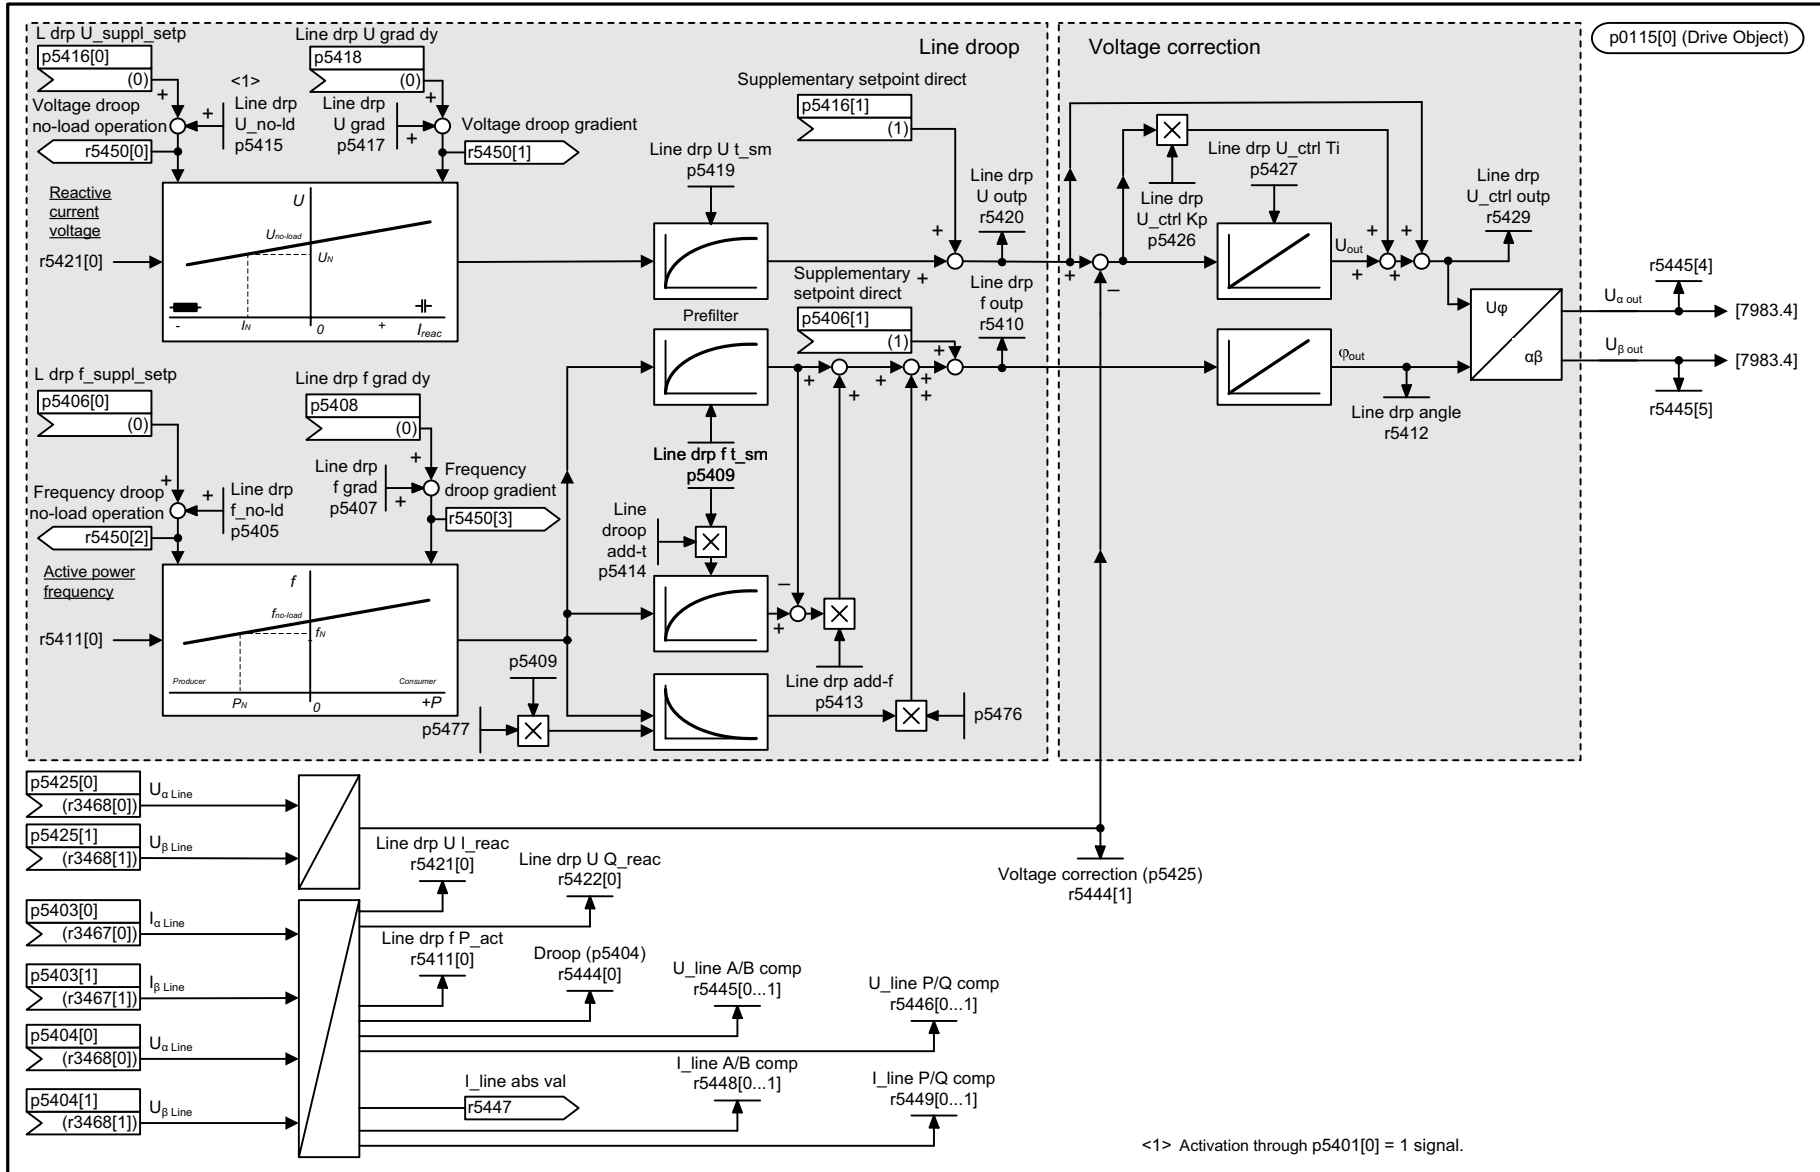 L drp U_suppl_setp
p5416[0]
(0)
Line drp U grad dy
p5418
(0)
Line droop
Voltage correction
p0115[0] (Drive Object)
<1>
Voltage droop
no-load operation
r5450[0]
+
+
Line drp
U_no-ld
p5415
Line drp
U grad
p5417
+
+
Voltage droop gradient
r5450[1]
Supplementary setpoint direct
p5416[1]
(1)
Line drp U t_sm
p5419
Line drp
U outp
r5420
Line drp
U_ctrl Kp
p5426
Line drp U_ctrl Ti
p5427
Line drp
U_ctrl outp
r5429
Reactive
current
voltage
r5421[0]
U
Uno-load
UN
-
IN
0
+
Ireac
+
+
+
–
Uout
+
+
+
+
Supplementary
setpoint direct
p5406[1]
(1)
Line drp
f outp
r5410
Prefilter
+
+
+
+
+
+
φout
Line drp angle
r5412
Uφ
αβ
r5445[4]
Uα out
[7983.4]
Uβ out
[7983.4]
r5445[5]
L drp f_suppl_setp
p5406[0]
(0)
Line drp f grad dy
p5408
(0)
Frequency droop
no-load operation
r5450[2]
+
+
Line drp
f_no-ld
p5405
Line drp
f grad
p5407
+
+
Frequency
droop gradient
r5450[3]
Line drp f t_sm
p5409
Line
droop
add-t
p5414
Active power
frequency
r5411[0]
f
fno-load
fN
Producer
Consumer
PN
0
+P
–
+
Line drp add-f
p5413
p5409
p5477
p5476
p5425[0]
(r3468[0])
Uα Line
p5425[1]
(r3468[1])
Uβ Line
Voltage correction (p5425)
r5444[1]
p5403[0]
(r3467[0])
Iα Line
p5403[1]
(r3467[1])
Iβ Line
p5404[0]
(r3468[0])
Uα Line
p5404[1]
(r3468[1])
Uβ Line
Line drp U I_reac
r5421[0]
Line drp U Q_reac
r5422[0]
Line drp f P_act
r5411[0]
Droop (p5404)
r5444[0]
U_line A/B comp
r5445[0...1]
U_line P/Q comp
r5446[0...1]
I_line abs val
r5447
I_line A/B comp
r5448[0...1]
I_line P/Q comp
r5449[0...1]
<1> Activation through p5401[0] = 1 signal.